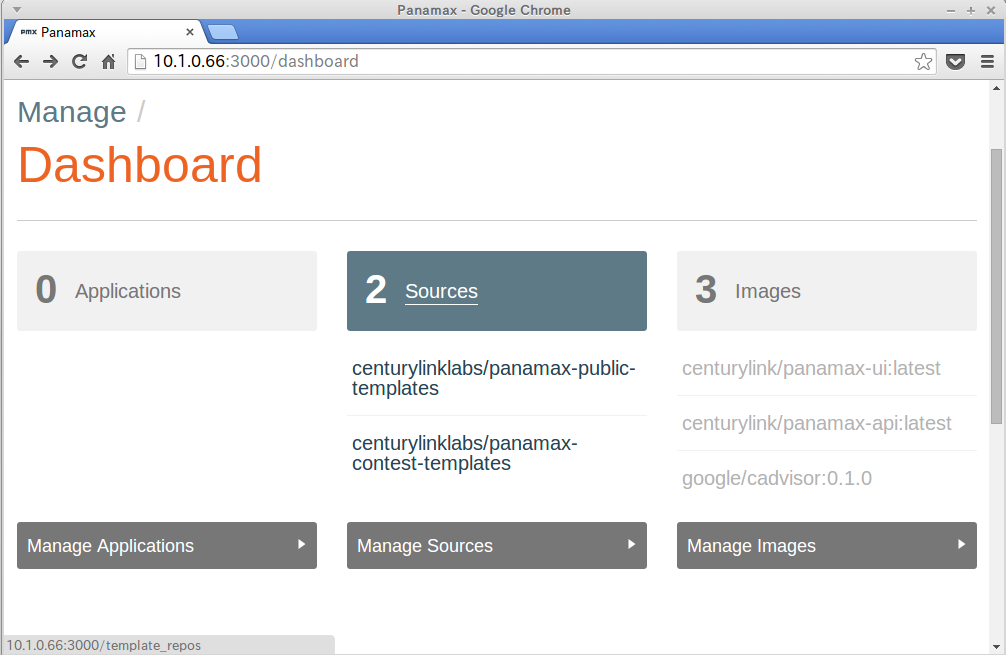 Panamax - Google Chrome
pmx Panamax
10.1.0.66:3000/dashboard
Manage /
Dashboard
0 Applications
2 Sources
centurylinklabs/panamax-public-
templates
centurylinklabs/panamax-
contest-templates
3 Images
centurylink/panamax-ui:latest
centurylink/panamax-api:latest
google/cadvisor:0.1.0
Manage Applications
Manage Sources
Manage Images
10.1.0.66:3000/template_repos